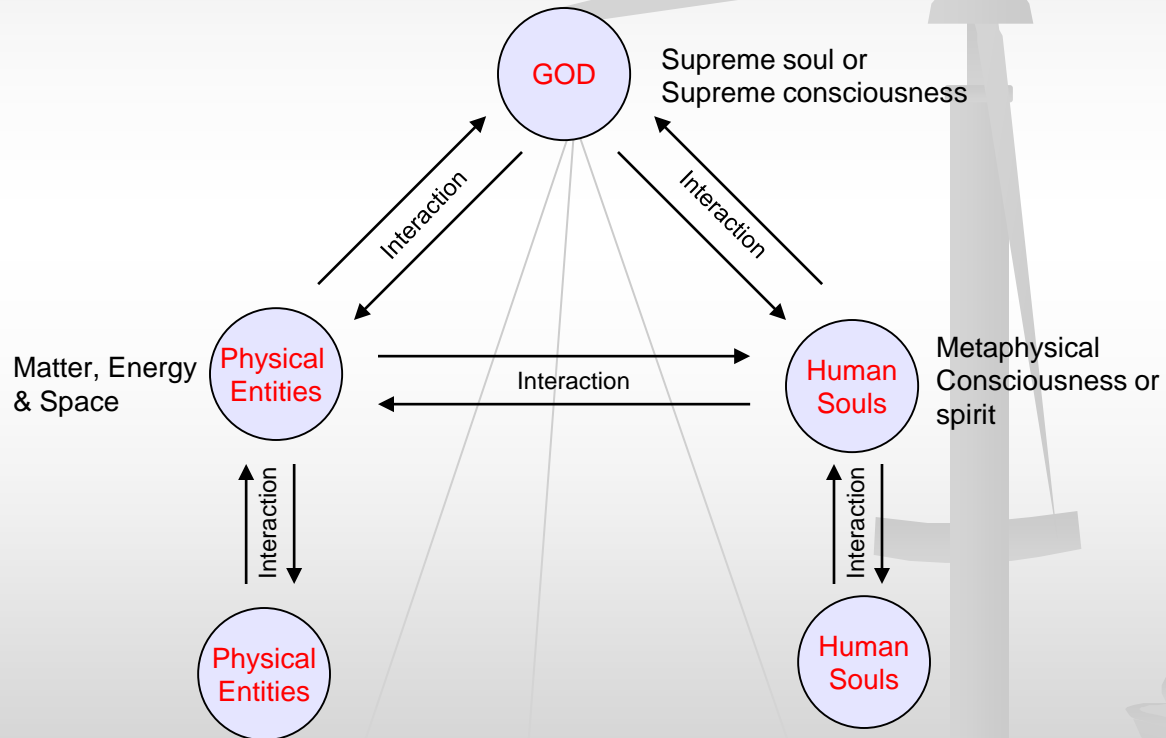 GOD
Supreme soul or
Supreme consciousness
Interaction
Interaction
Matter, Energy
& Space
Physical
Entities
Interaction
Human
Souls
Metaphysical
Consciousness or
spirit
Interaction
Interaction
Physical
Entities
Human
Souls